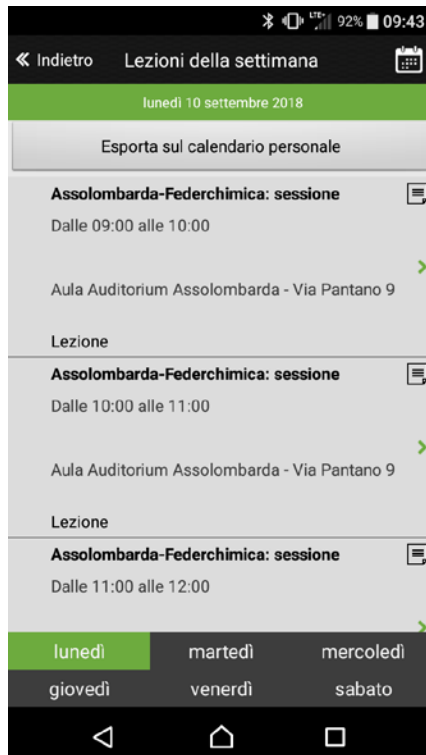 LTE+ 92% 09:43
Indietro Lezioni della settimana
lunedì 10 settembre 2018
Esporta sul calendario personale
Assolombarda-Federchimica: sessione
Dalle 09:00 alle 10:00
Aula Auditorium Assolombarda - Via Pantano 9
Lezione
Assolombarda-Federchimica: sessione
Dalle 10:00 alle 11:00
Aula Auditorium Assolombarda - Via Pantano 9
Lezione
Assolombarda-Federchimica: sessione
Dalle 11:00 alle 12:00
lunedì martedì mercoledì
giovedì venerdì sabato